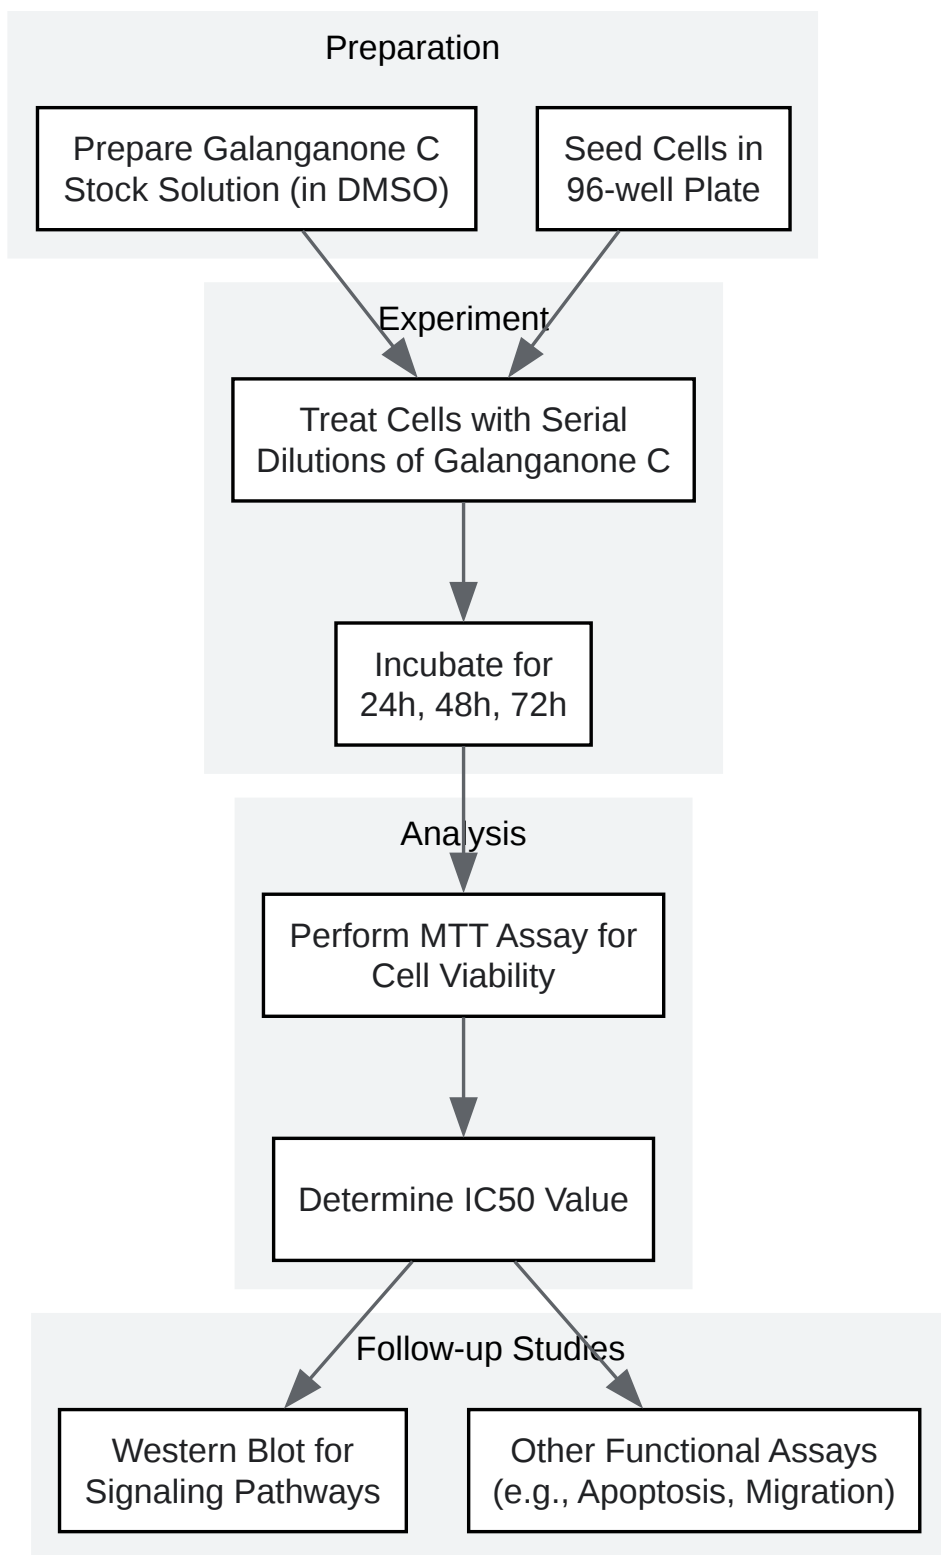 Preparation
Prepare Galanganone C
Stock Solution (in DMSO)
Seed Cells in
96-well Plate
Experiment
Treat Cells with Serial
Dilutions of Galanganone C
Incubate for
24h, 48h, 72h
Analysis
Perform MTT Assay for
Cell Viability
Determine IC50 Value
Follow-up Studies
Western Blot for
Signaling Pathways
Other Functional Assays
(e.g., Apoptosis, Migration)